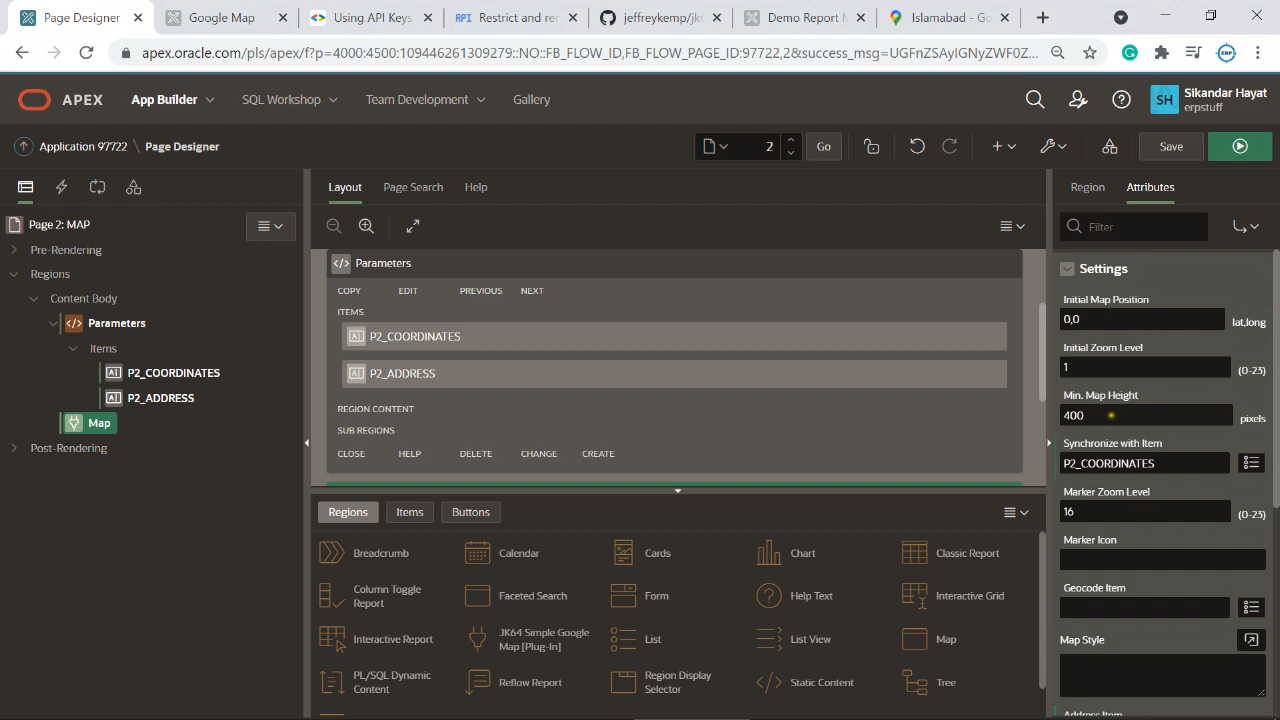 Page Designer
Google Map
Using API Keys
Restrict and re
jeffreykemp/jk
Demo Report M
Islamabad - Go
apex.oracle.com/pls/apex/f?p=4000:4500:109446261309279::NO:FB_FLOW_ID,FB_FLOW_PAGE_ID:97722,2&success_msg=UGFnZSAyIGNyZWF0Z...
APEX
App Builder
SQL Workshop
Team Development
Gallery
Sikandar Hayat
SH
erpstuff
Application 97722
Page Designer
2
Go
Save
Layout
Page Search
Help
Region
Attributes
Page 2: MAP
Filter
Pre-Rendering
Regions
Content Body
Parameters
Items
P2_COORDINATES
P2_ADDRESS
Map
Post-Rendering
Parameters
COPY
EDIT
PREVIOUS
NEXT
ITEMS
P2_COORDINATES
P2_ADDRESS
REGION CONTENT
SUB REGIONS
CLOSE
HELP
DELETE
CHANGE
CREATE
Regions
Items
Buttons
Breadcrumb
Calendar
Cards
Chart
Classic Report
Column Toggle
Report
Faceted Search
Form
Help Text
Interactive Grid
Interactive Report
JK64 Simple Google
Map [Plug-In]
List
List View
Map
PL/SQL Dynamic
Content
Reflow Report
Region Display
Selector
Static Content
Tree
Settings
Initial Map Position
0,0
lat,long
Initial Zoom Level
1
(0-23)
Min. Map Height
400
pixels
Synchronize with Item
P2_COORDINATES
Marker Zoom Level
16
(0-23)
Marker Icon
Geocode Item
Map Style
Address Item